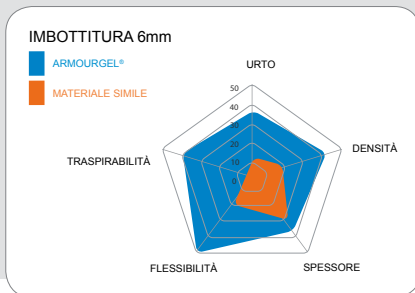 IMBOTTITURA 6mm
ARMOURGEL®
MATERIALE SIMILE
URTO
50
40
30
20
10
0
DENSITÀ
TRASPIRABILITÀ
FLESSIBILITÀ
SPESSORE